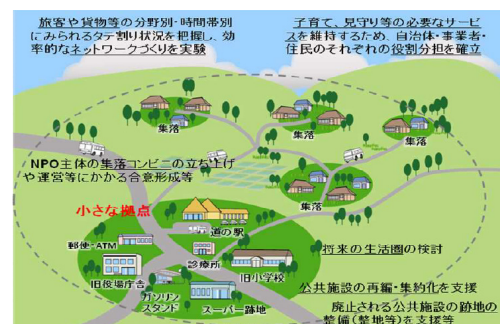 旅客や貨物等の分野別・時間帯別
にみられるタテ割り状況を把握し、効
率的なネットワークづくりを実験
子育て、見守り等の必要なサービ
スを維持するため、自治体・事業者・
住民のそれぞれの役割分担を確立
集落
集落
集落
NPO主体の集落コンビニの立ち上げ
や運営等にかかる合意形成等
集落
小さな拠点
道の駅
郵便・ATM
診療所
将来の生活圏の検討
旧役場庁舎
旧小学校
ガソリン
スタンド
スーパー跡地
公共施設の再編・集約化を支援
廃止される公共施設の跡地の
整備(整地等)を支援等